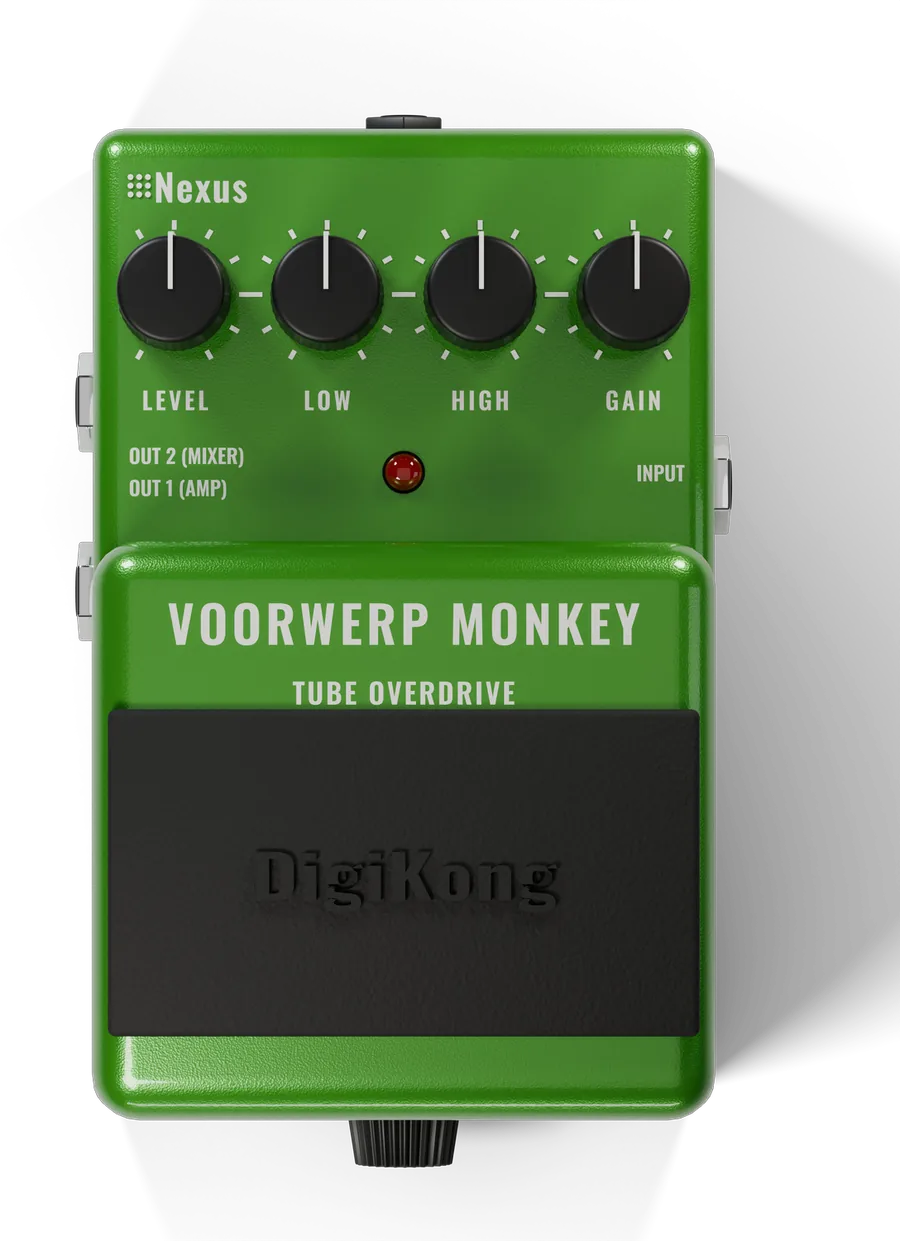 Nexus
LEVEL LOW HIGH GAIN
OUT 2 (MIXER)
OUT 1 (AMP)
INPUT
VOORWERP MONKEY
TUBE OVERDRIVE
DigiKong